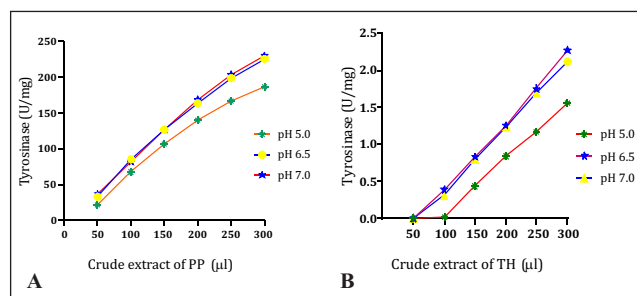 Tyrosinase (U/mg)
250
200
150
100
50
0
0 50 100 150 200 250 300
pH 5.0
pH 6.5
pH 7.0
Crude extract of PP (µl)
A
Tyrosinase (U/mg)
2.5
2.0
1.5
1.0
0.5
0.0
50 100 150 200 250 300
pH 5.0
pH 6.5
pH 7.0
Crude extract of TH (µl)
B